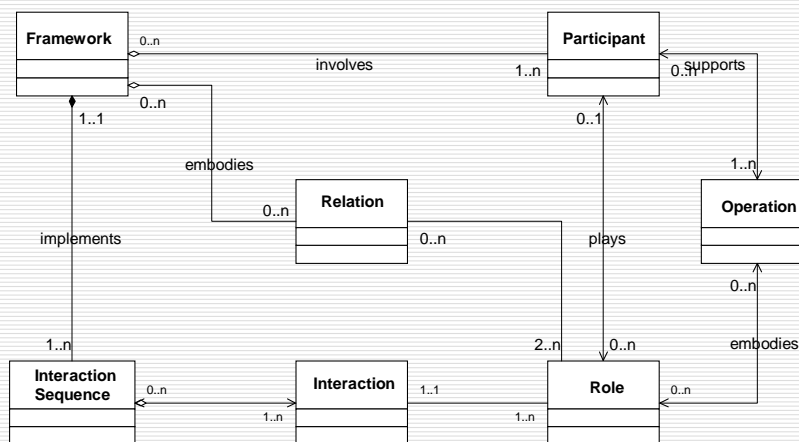 Framework
0..n
involves
1..n
Participant
0..n
supports
0..n
1..1
0..1
embodies
1..n
0..n
Relation
0..n
Operation
implements
plays
0..n
1..n
2..n
0..n
embodies
Interaction
Sequence
0..n
1..n
Interaction
1..1
1..n
Role
0..n